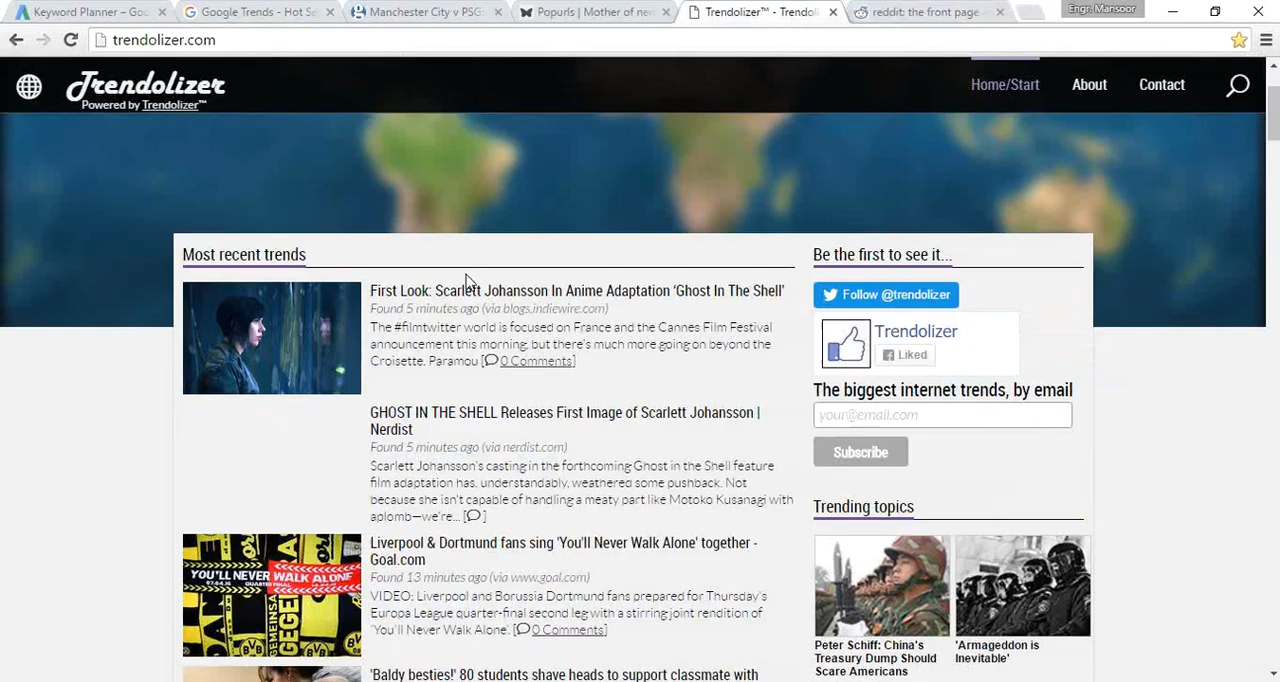 Keyword Planner – Goo
Google Trends - Hot Se
Manchester City v PSG
Popurls | Mother of new
Trendolizer™ - Trendol
reddit: the front page
Engr. Mansoor
trendolizer.com
Trendolizer
Powered by Trendolizer™
Home/Start
About
Contact
Most recent trends
First Look: Scarlett Johansson In Anime Adaptation ‘Ghost In The Shell’
Found 5 minutes ago (via blogs.indiewire.com)
The #filmtwitter world is focused on France and the Cannes Film Festival
announcement this morning, but there’s much more going on beyond the
Croisette. Paramou [0 Comments]
GHOST IN THE SHELL Releases First Image of Scarlett Johansson |
Nerdist
Found 5 minutes ago (via nerdist.com)
Scarlett Johansson’s casting in the forthcoming Ghost in the Shell feature
film adaptation has, understandably, weathered some pushback. Not
because she isn’t capable of handling a meaty part like Motoko Kusanagi with
aplomb—we’re... [ ]
YOU'LL NEVER WALK ALONE
Liverpool & Dortmund fans sing 'You'll Never Walk Alone' together -
Goal.com
Found 13 minutes ago (via www.goal.com)
VIDEO: Liverpool and Borussia Dortmund fans prepared for Thursday's
Europa League quarter-final second leg with a stirring joint rendition of
'You'll Never Walk Alone'. [0 Comments]
'Baldy besties!' 80 students shave heads to support classmate with
Be the first to see it...
Follow @trendolizer
Trendolizer
Liked
The biggest internet trends, by email
your@email.com
Subscribe
Trending topics
Peter Schiff: China's
Treasury Dump Should
Scare Americans
'Armageddon is
Inevitable'